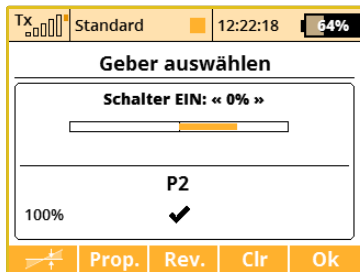 Tx Standard 12:22:18 64%
Geber auswählen
Schalter EIN: « 0% »
P2
100% ✔
Prop. Rev. Clr Ok